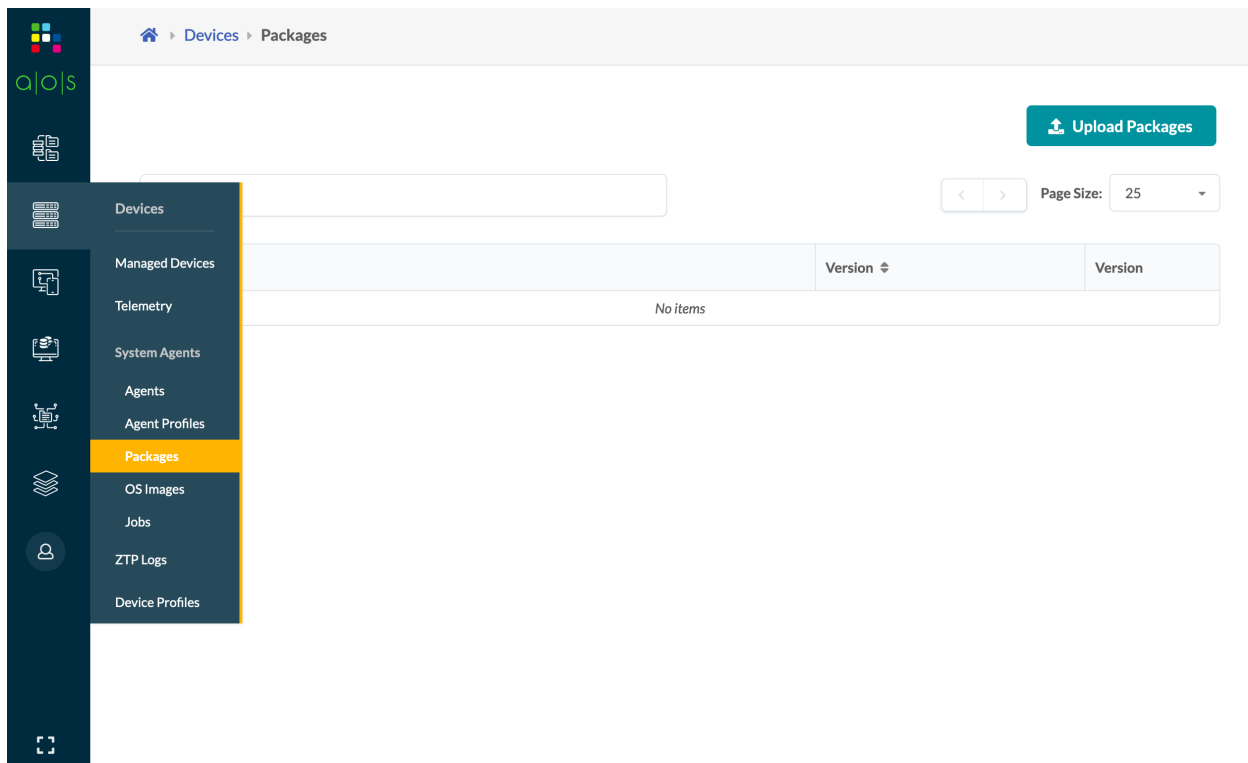 Devices Packages
a|o|s
Upload Packages
Page Size: 25
Devices
Managed Devices
Telemetry
System Agents
Agents
Agent Profiles
Packages
OS Images
Jobs
ZTP Logs
Device Profiles
Version Version
No items